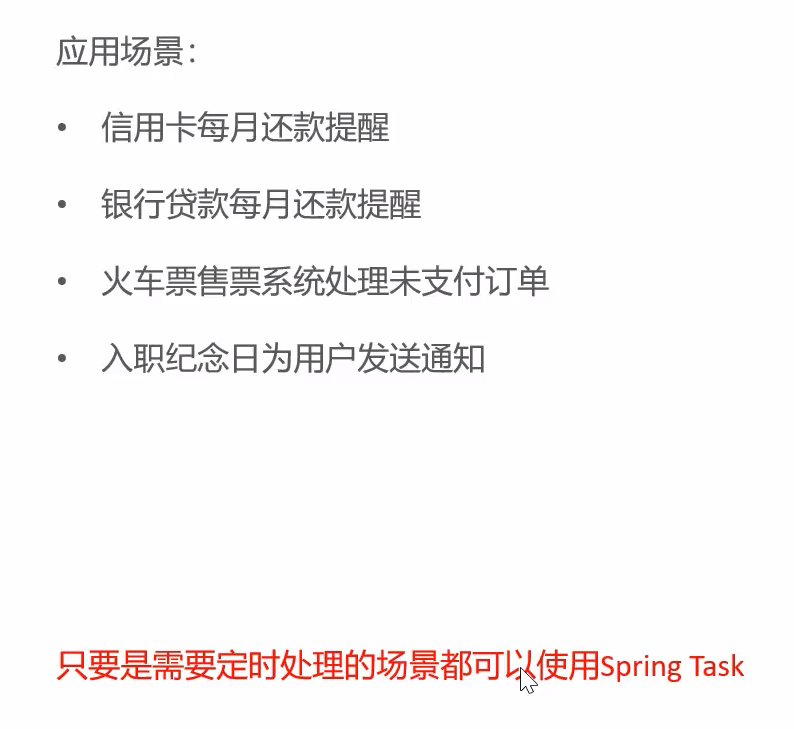 应用场景：
• 信用卡每月还款提醒
• 银行贷款每月还款提醒
• 火车票售票系统处理未支付订单
• 入职纪念日为用户发送通知
只要是需要定时处理的场景都可以使用Spring Task